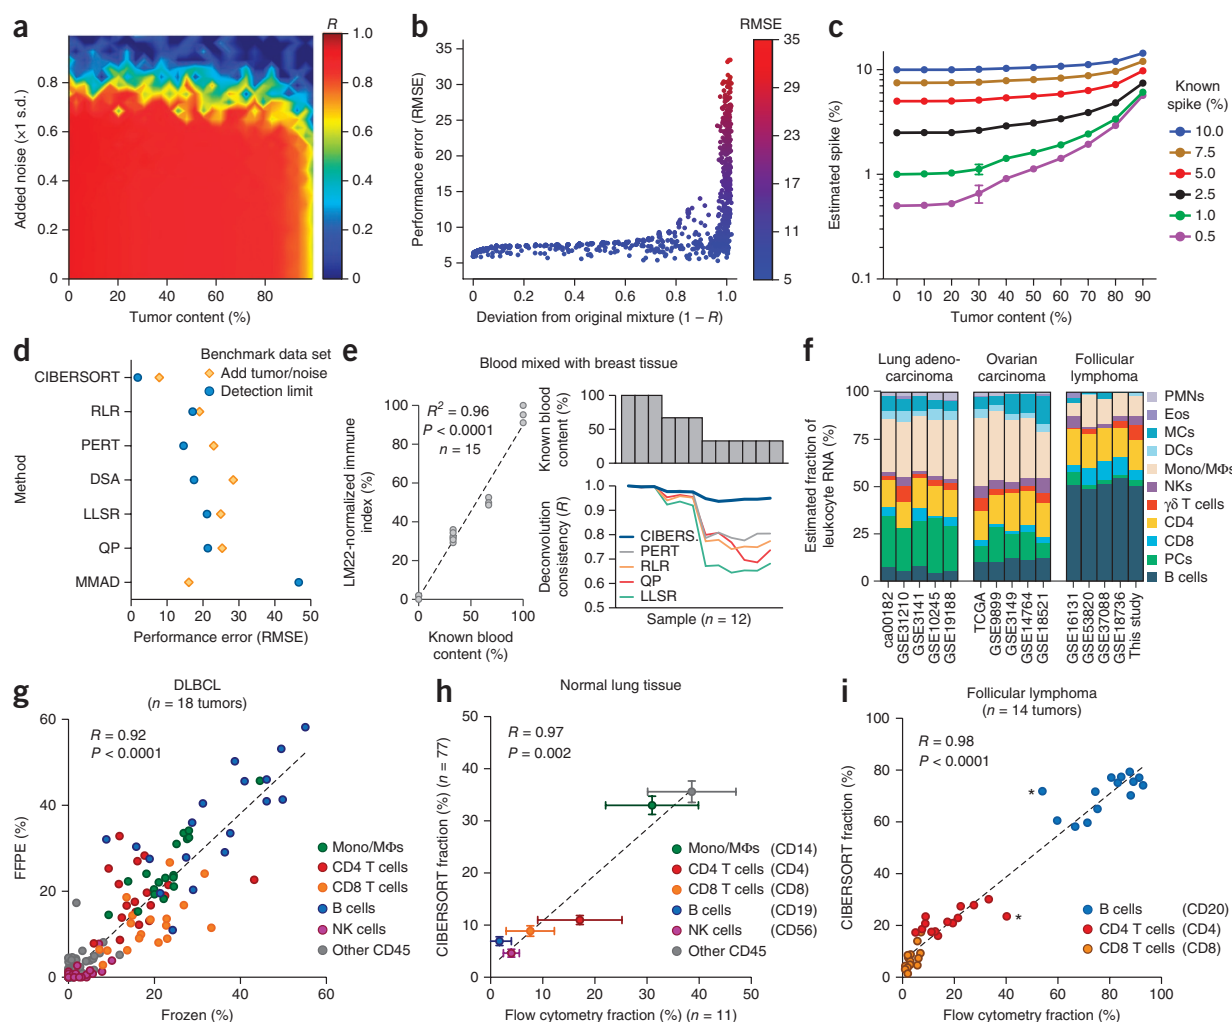 a
R
1.0
0.8
0.6
0.4
0.2
0
Added noise (×1 s.d.)
0.8
0.6
0.4
0.2
0
0 20 40 60 80
Tumor content (%)
b
RMSE
35
29
23
17
11
5
Performance error (RMSE)
35
30
25
20
15
10
5
0 0.2 0.4 0.6 0.8 1.0
Deviation from original mixture (1 – R)
c
Estimated spike (%)
10
1
0.1
0 10 20 30 40 50 60 70 80 90
Tumor content (%)
Known
spike (%)
10.0
7.5
5.0
2.5
1.0
0.5
d
Benchmark data set
Add tumor/noise
Detection limit
Method
CIBERSORT
RLR
PERT
DSA
LLSR
QP
MMAD
0 10 20 30 40 50
Performance error (RMSE)
e
Blood mixed with breast tissue
LM22-normalized immune
index (%)
100
80
60
40
20
0
R² = 0.96
P < 0.0001
n = 15
0 100
Known blood
content (%)
Known blood
content (%)
100
50
0
Deconvolution
consistency (R)
1.0
0.9
0.8
0.7
0.6
0.5
CIBERS.
PERT
RLR
QP
LLSR
Sample (n = 12)
f
Lung adeno-
carcinoma
Ovarian
carcinoma
Follicular
lymphoma
Estimated fraction of
leukocyte RNA (%)
100
75
50
25
0
ca00182
GSE31210
GSE3141
GSE10245
GSE19188
TCGA
GSE9899
GSE3149
GSE14764
GSE18521
GSE16131
GSE53820
GSE37088
GSE18736
This study
PMNs
Eos
MCs
DCs
Mono/MΦs
NKs
γδ T cells
CD4
CD8
PCs
B cells
g
DLBCL
(n = 18 tumors)
R = 0.92
P < 0.0001
FFPE (%)
60
40
20
0
0 20 40 60
Frozen (%)
Mono/MΦs
CD4 T cells
CD8 T cells
B cells
NK cells
Other CD45
h
Normal lung tissue
R = 0.97
P = 0.002
CIBERSORT fraction (%) (n = 77)
50
40
30
20
10
0
0 10 20 30 40 50
Flow cytometry fraction (%) (n = 11)
Mono/MΦs (CD14)
CD4 T cells (CD4)
CD8 T cells (CD8)
B cells (CD19)
NK cells (CD56)
Other CD45
i
Follicular lymphoma
(n = 14 tumors)
R = 0.98
P < 0.0001
CIBERSORT fraction (%)
100
80
60
40
20
0
*
*
0 20 40 60 80 100
Flow cytometry fraction (%)
B cells (CD20)
CD4 T cells (CD4)
CD8 T cells (CD8)